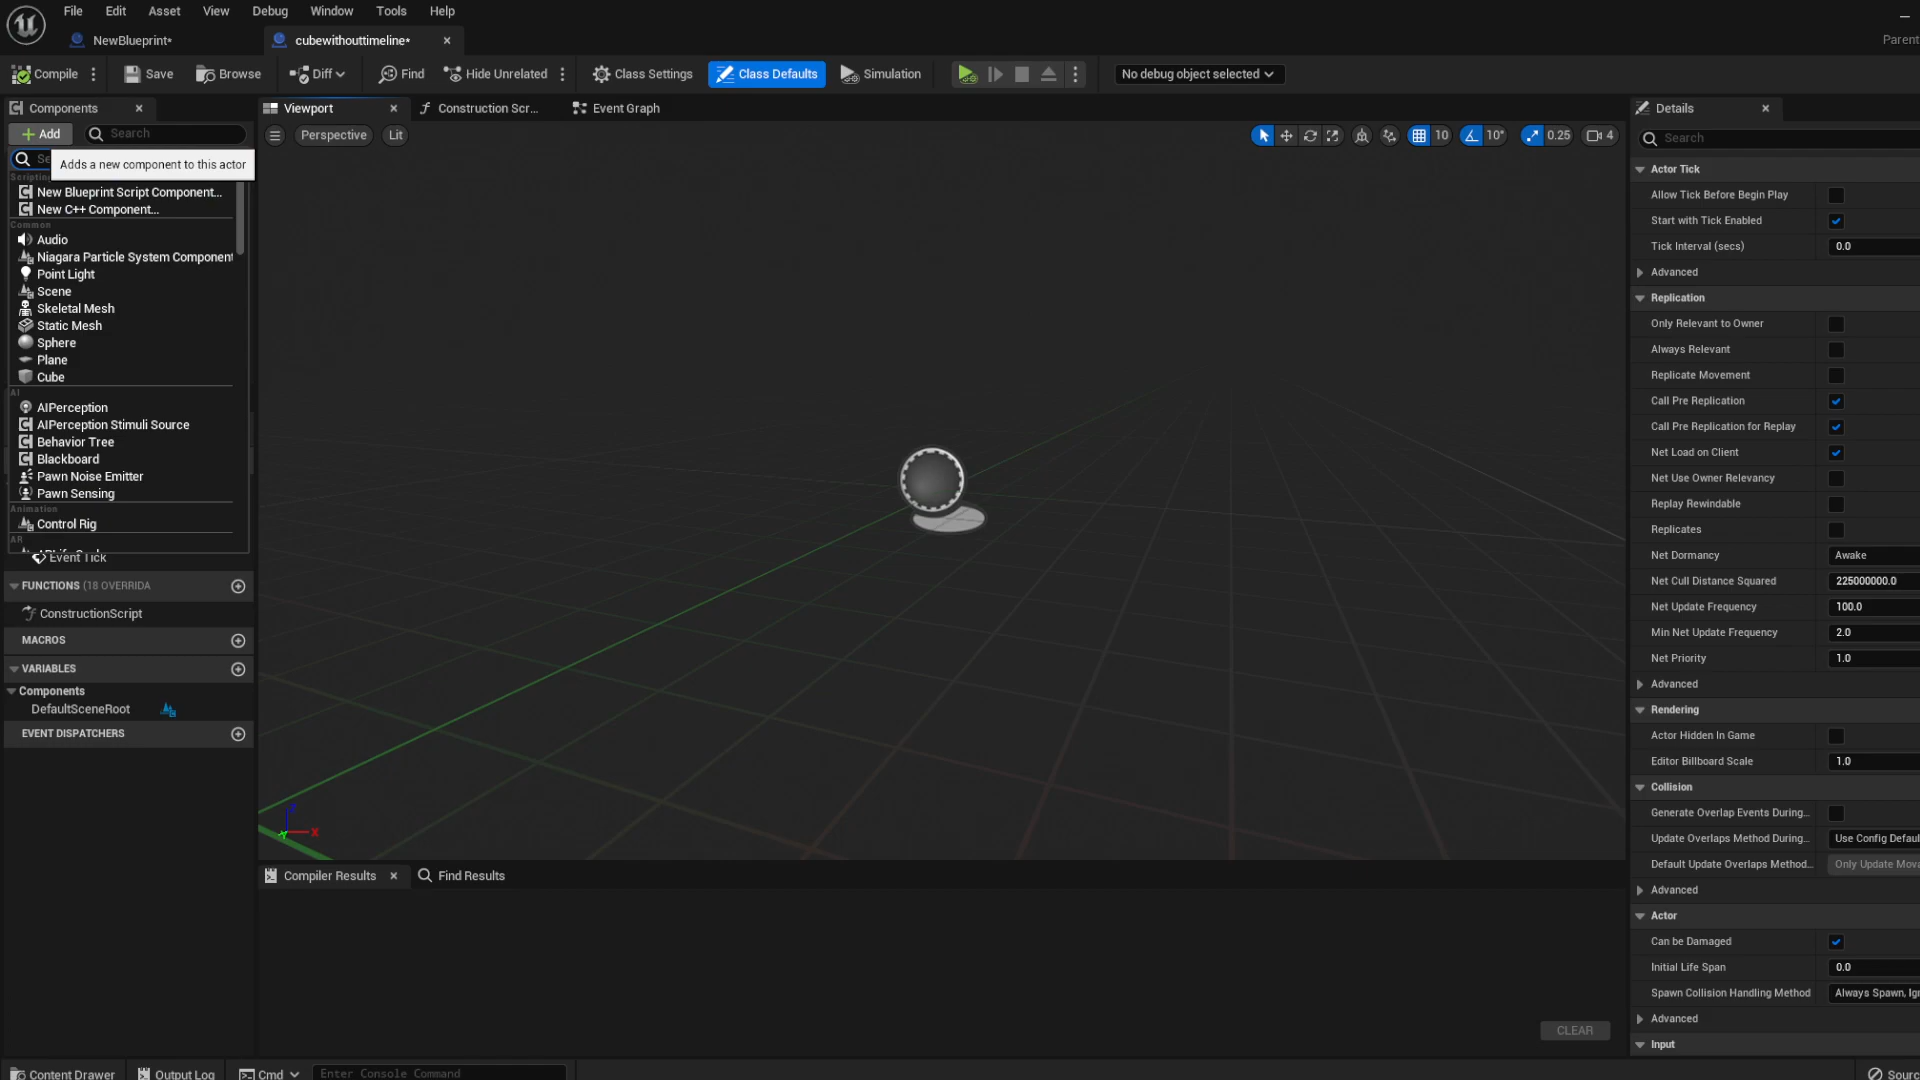 File Edit Asset View Debug Window Tools Help
NewBlueprint* cubewithouttimeline*
Parent
Compile Save Browse Diff Find Hide Unrelated Class Settings Class Defaults Simulation No debug object selected
Components Viewport Construction Scr... Event Graph Details
Add Search Perspective Lit 10 10° 0.25 4 Search
Adds a new component to this actor
Scripting
New Blueprint Script Component...
New C++ Component...
Common
Audio
Niagara Particle System Component
Point Light
Scene
Skeletal Mesh
Static Mesh
Sphere
Plane
Cube
AI
AIPerception
AIPerception Stimuli Source
Behavior Tree
Blackboard
Pawn Noise Emitter
Pawn Sensing
Animation
Control Rig
AR
Event Tick
FUNCTIONS (18 OVERRIDA
ConstructionScript
MACROS
VARIABLES
Components
DefaultSceneRoot
EVENT DISPATCHERS
X
Actor Tick
Allow Tick Before Begin Play
Start with Tick Enabled
Tick Interval (secs) 0.0
Advanced
Replication
Only Relevant to Owner
Always Relevant
Replicate Movement
Call Pre Replication
Call Pre Replication for Replay
Net Load on Client
Net Use Owner Relevancy
Replay Rewindable
Replicates
Net Dormancy Awake
Net Cull Distance Squared 225000000.0
Net Update Frequency 100.0
Min Net Update Frequency 2.0
Net Priority 1.0
Advanced
Rendering
Actor Hidden In Game
Editor Billboard Scale 1.0
Collision
Generate Overlap Events During...
Update Overlaps Method During... Use Config Defaul
Default Update Overlaps Method... Only Update Mova
Advanced
Actor
Can be Damaged
Initial Life Span 0.0
Spawn Collision Handling Method Always Spawn, Ign
Advanced
Input
Compiler Results Find Results
CLEAR
Content Drawer Output Log Cmd Enter Console Command Sourc